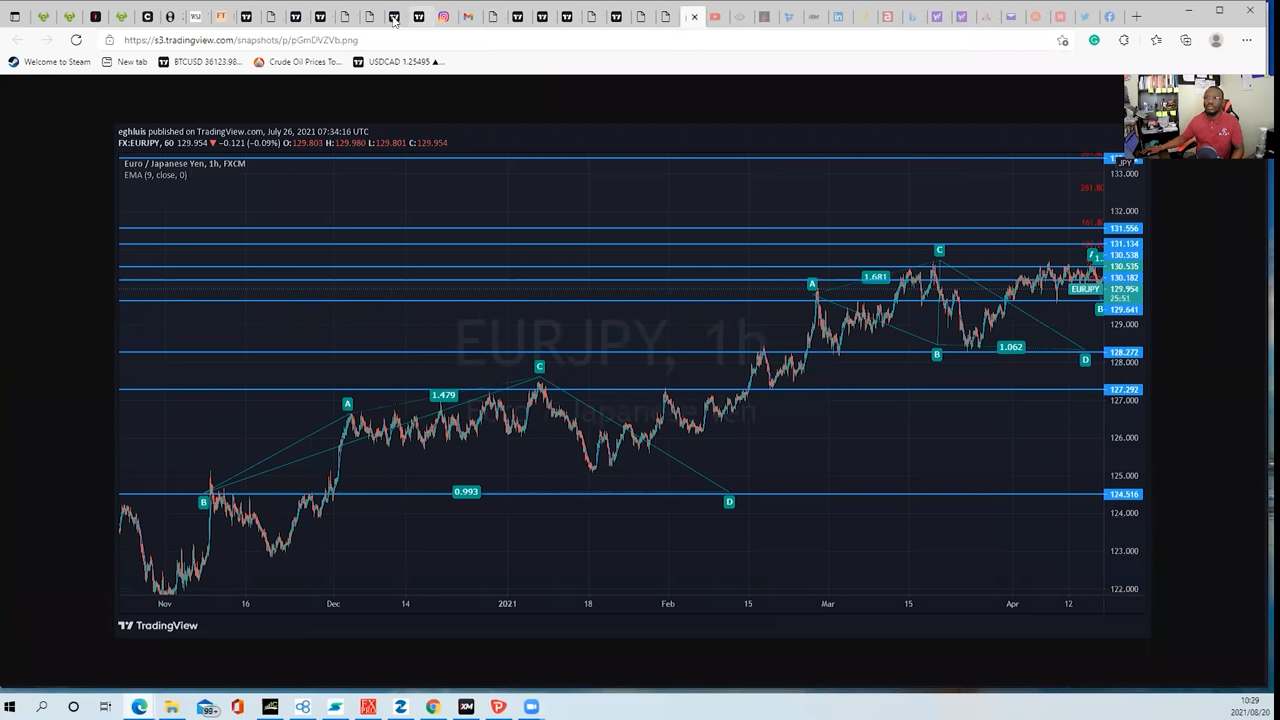 https://s3.tradingview.com/snapshots/p/pGmDVZVb.png
Welcome to Steam
New tab
BTCUSD 36123.98...
Crude Oil Prices To...
USDCAD 1.25495 ▲...
eghluis published on TradingView.com, July 26, 2021 07:34:16 UTC
FX:EURJPY, 60 129.954 ▼ −0.121 (−0.09%) O:129.803 H:129.980 L:129.801 C:129.954
Euro / Japanese Yen, 1h, FXCM
EMA (9, close, 0)
JPY
133.000
132.000
131.556
131.134
130.538
130.535
130.182
EURJPY 129.954
25:51
129.641
129.000
128.272
128.000
127.292
127.000
126.000
125.000
124.516
124.000
123.000
122.000
EURJPY, 1h
C
A
1.681
B
1.062
D
C
A
1.479
B
0.993
D
A
B
Nov 16 Dec 14 2021 18 Feb 15 Mar 15 Apr 12
TradingView
99+
10:29
2021/08/20